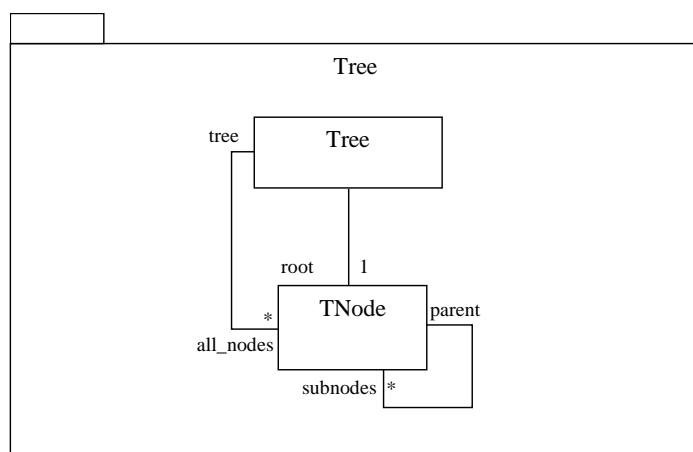 Tree
tree
Tree
root 1
TNode
parent
*
all_nodes
subnodes *